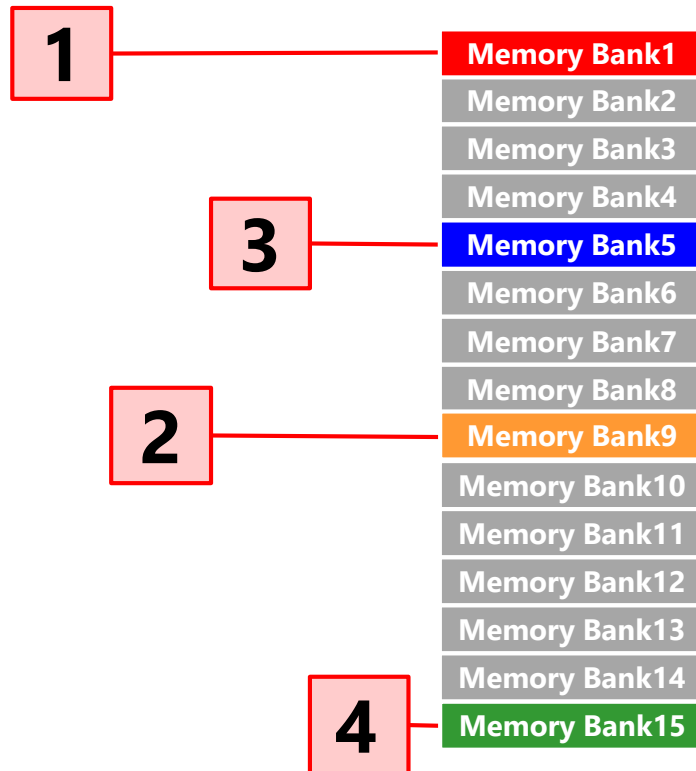 1
Memory Bank1
Memory Bank2
Memory Bank3
Memory Bank4
3
Memory Bank5
Memory Bank6
Memory Bank7
Memory Bank8
2
Memory Bank9
Memory Bank10
Memory Bank11
Memory Bank12
Memory Bank13
Memory Bank14
4
Memory Bank15